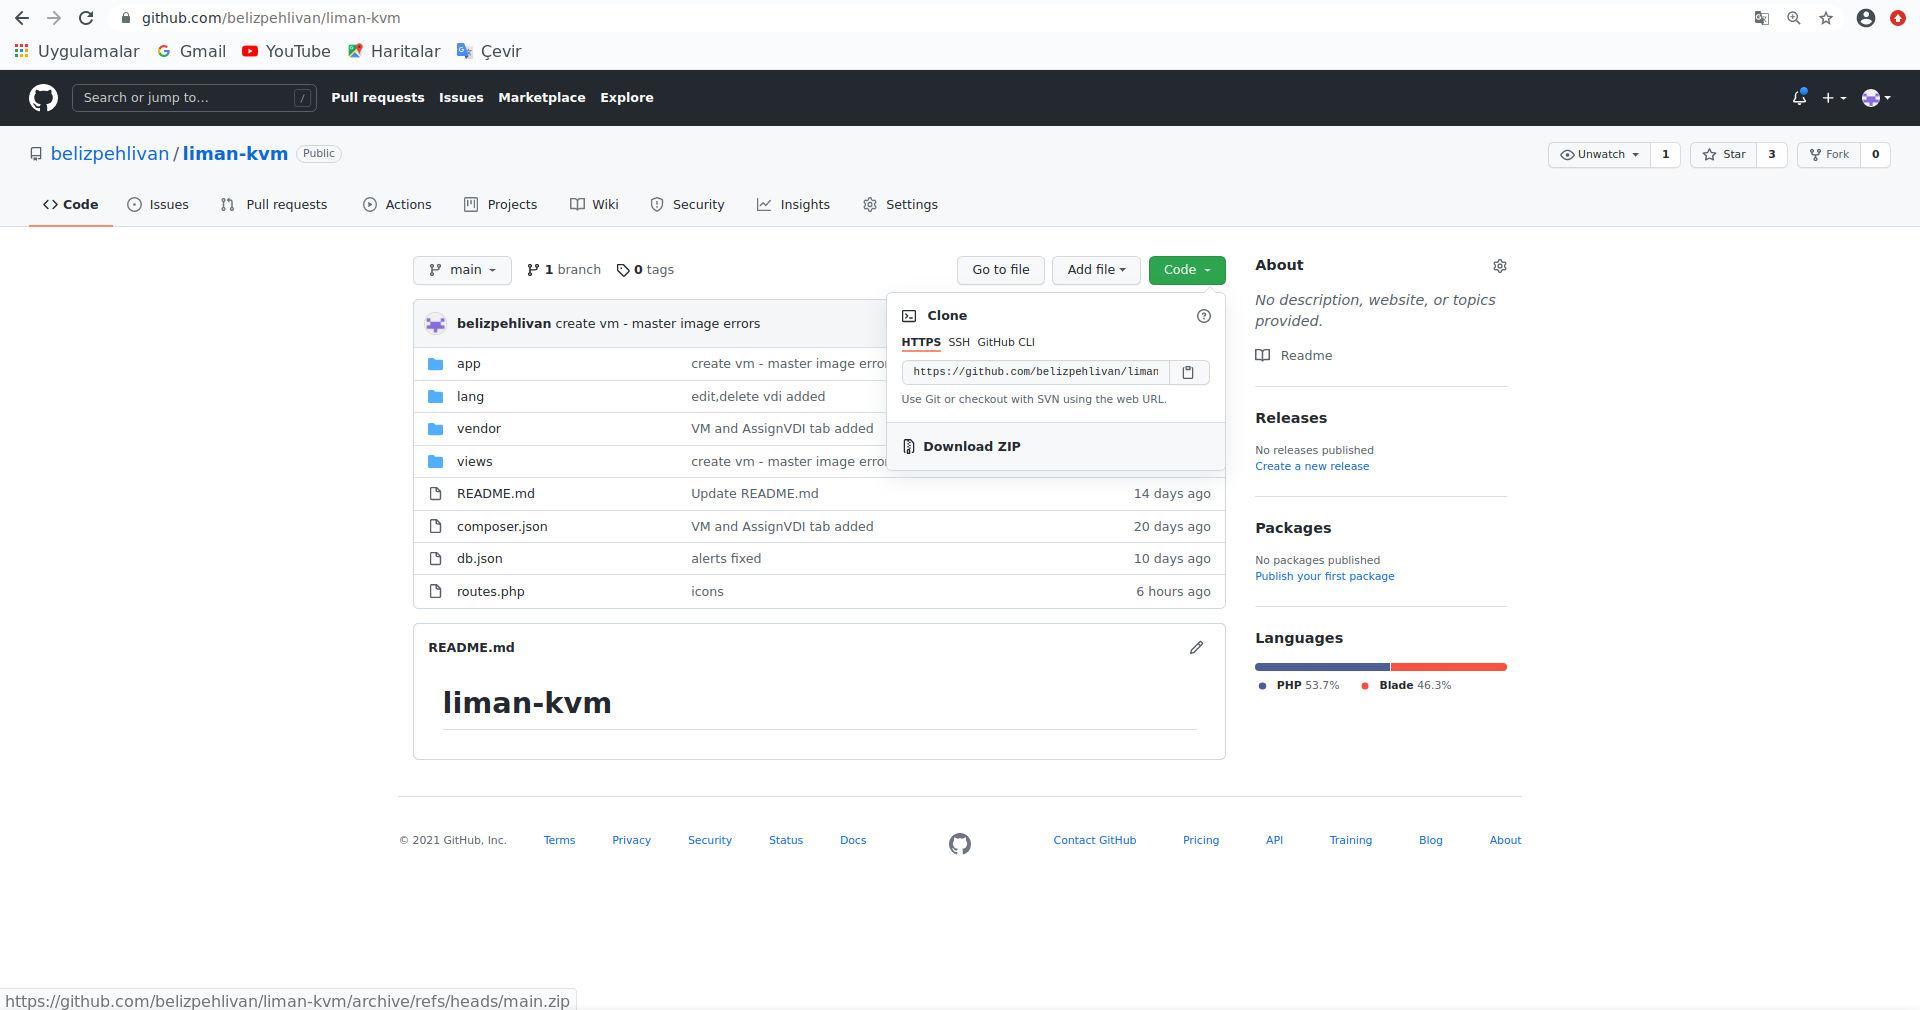 github.com/belizpehlivan/liman-kvm
Uygulamalar Gmail YouTube Haritalar Çevir
Search or jump to... / Pull requests Issues Marketplace Explore
belizpehlivan / liman-kvm Public
Unwatch 1 Star 3 Fork 0
Code Issues Pull requests Actions Projects Wiki Security Insights Settings
main 1 branch 0 tags Go to file Add file Code
belizpehlivan create vm - master image errors
app create vm - master image erro
lang edit,delete vdi added
vendor VM and AssignVDI tab added
views create vm - master image erro
README.md Update README.md 14 days ago
composer.json VM and AssignVDI tab added 20 days ago
db.json alerts fixed 10 days ago
routes.php icons 6 hours ago
Clone
HTTPS SSH GitHub CLI
https://github.com/belizpehlivan/liman
Use Git or checkout with SVN using the web URL.
Download ZIP
README.md
liman-kvm
About
No description, website, or topics
provided.
Readme
Releases
No releases published
Create a new release
Packages
No packages published
Publish your first package
Languages
PHP 53.7% Blade 46.3%
© 2021 GitHub, Inc. Terms Privacy Security Status Docs Contact GitHub Pricing API Training Blog About
https://github.com/belizpehlivan/liman-kvm/archive/refs/heads/main.zip